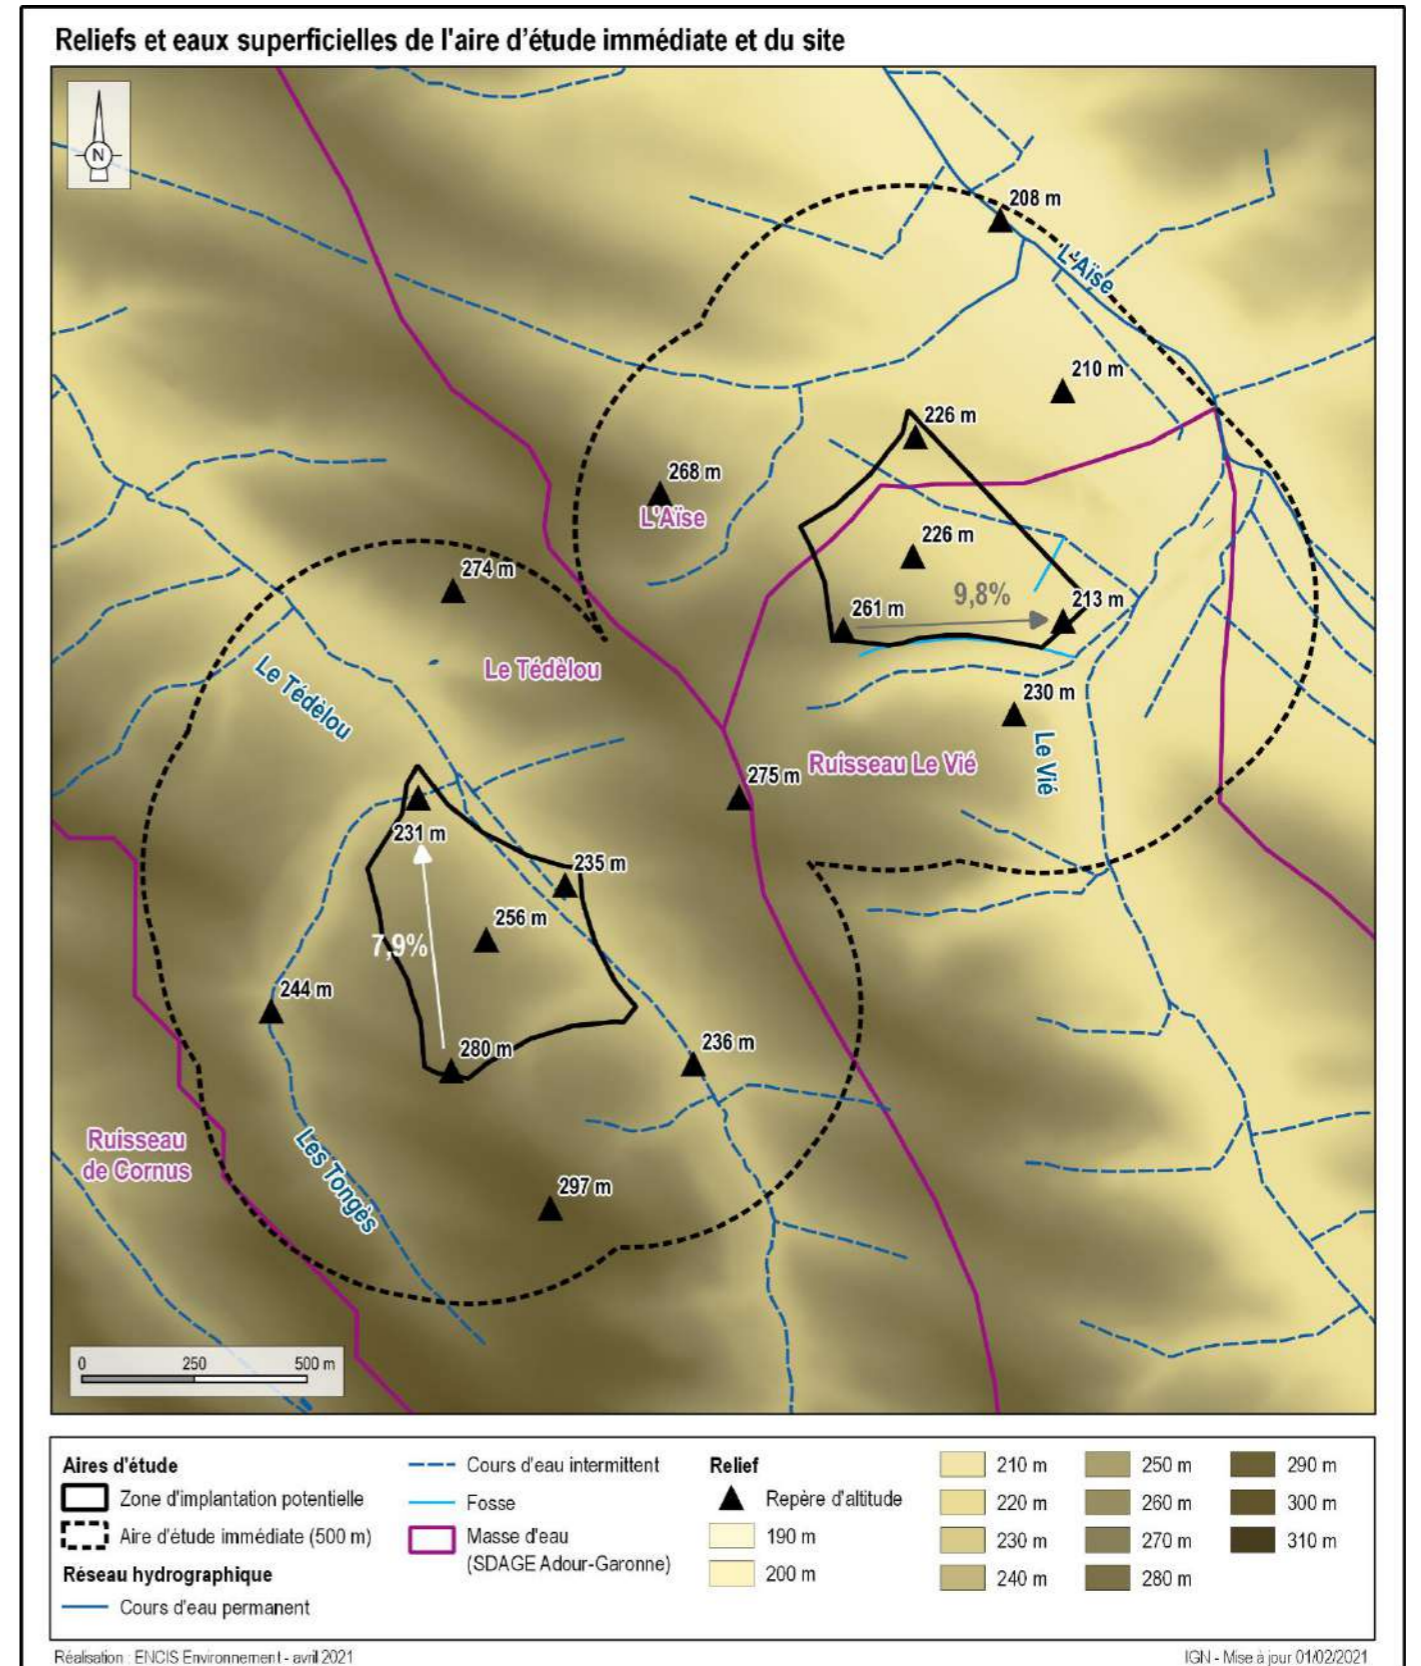 Reliefs et eaux superficielles de l'aire d'étude immédiate et du site
N
208 m
L'Aïse
210 m
226 m
268 m
L'Aïse
226 m
274 m
9,8%
213 m
261 m
Le Tédèlou
Le Tédèlou
230 m
Le Vié
Ruisseau Le Vié
275 m
231 m
235 m
256 m
7,9%
244 m
236 m
280 m
Ruisseau
de Cornus
Les Tongès
297 m
0 250 500 m
Aires d'étude
Zone d'implantation potentielle
Aire d'étude immédiate (500 m)
Réseau hydrographique
Cours d'eau permanent
Cours d'eau intermittent
Fosse
Masse d'eau
(SDAGE Adour-Garonne)
Relief
Repère d'altitude
190 m
200 m
210 m
220 m
230 m
240 m
250 m
260 m
270 m
280 m
290 m
300 m
310 m
Réalisation : ENCIS Environnement - avril 2021
IGN - Mise à jour 01/02/2021